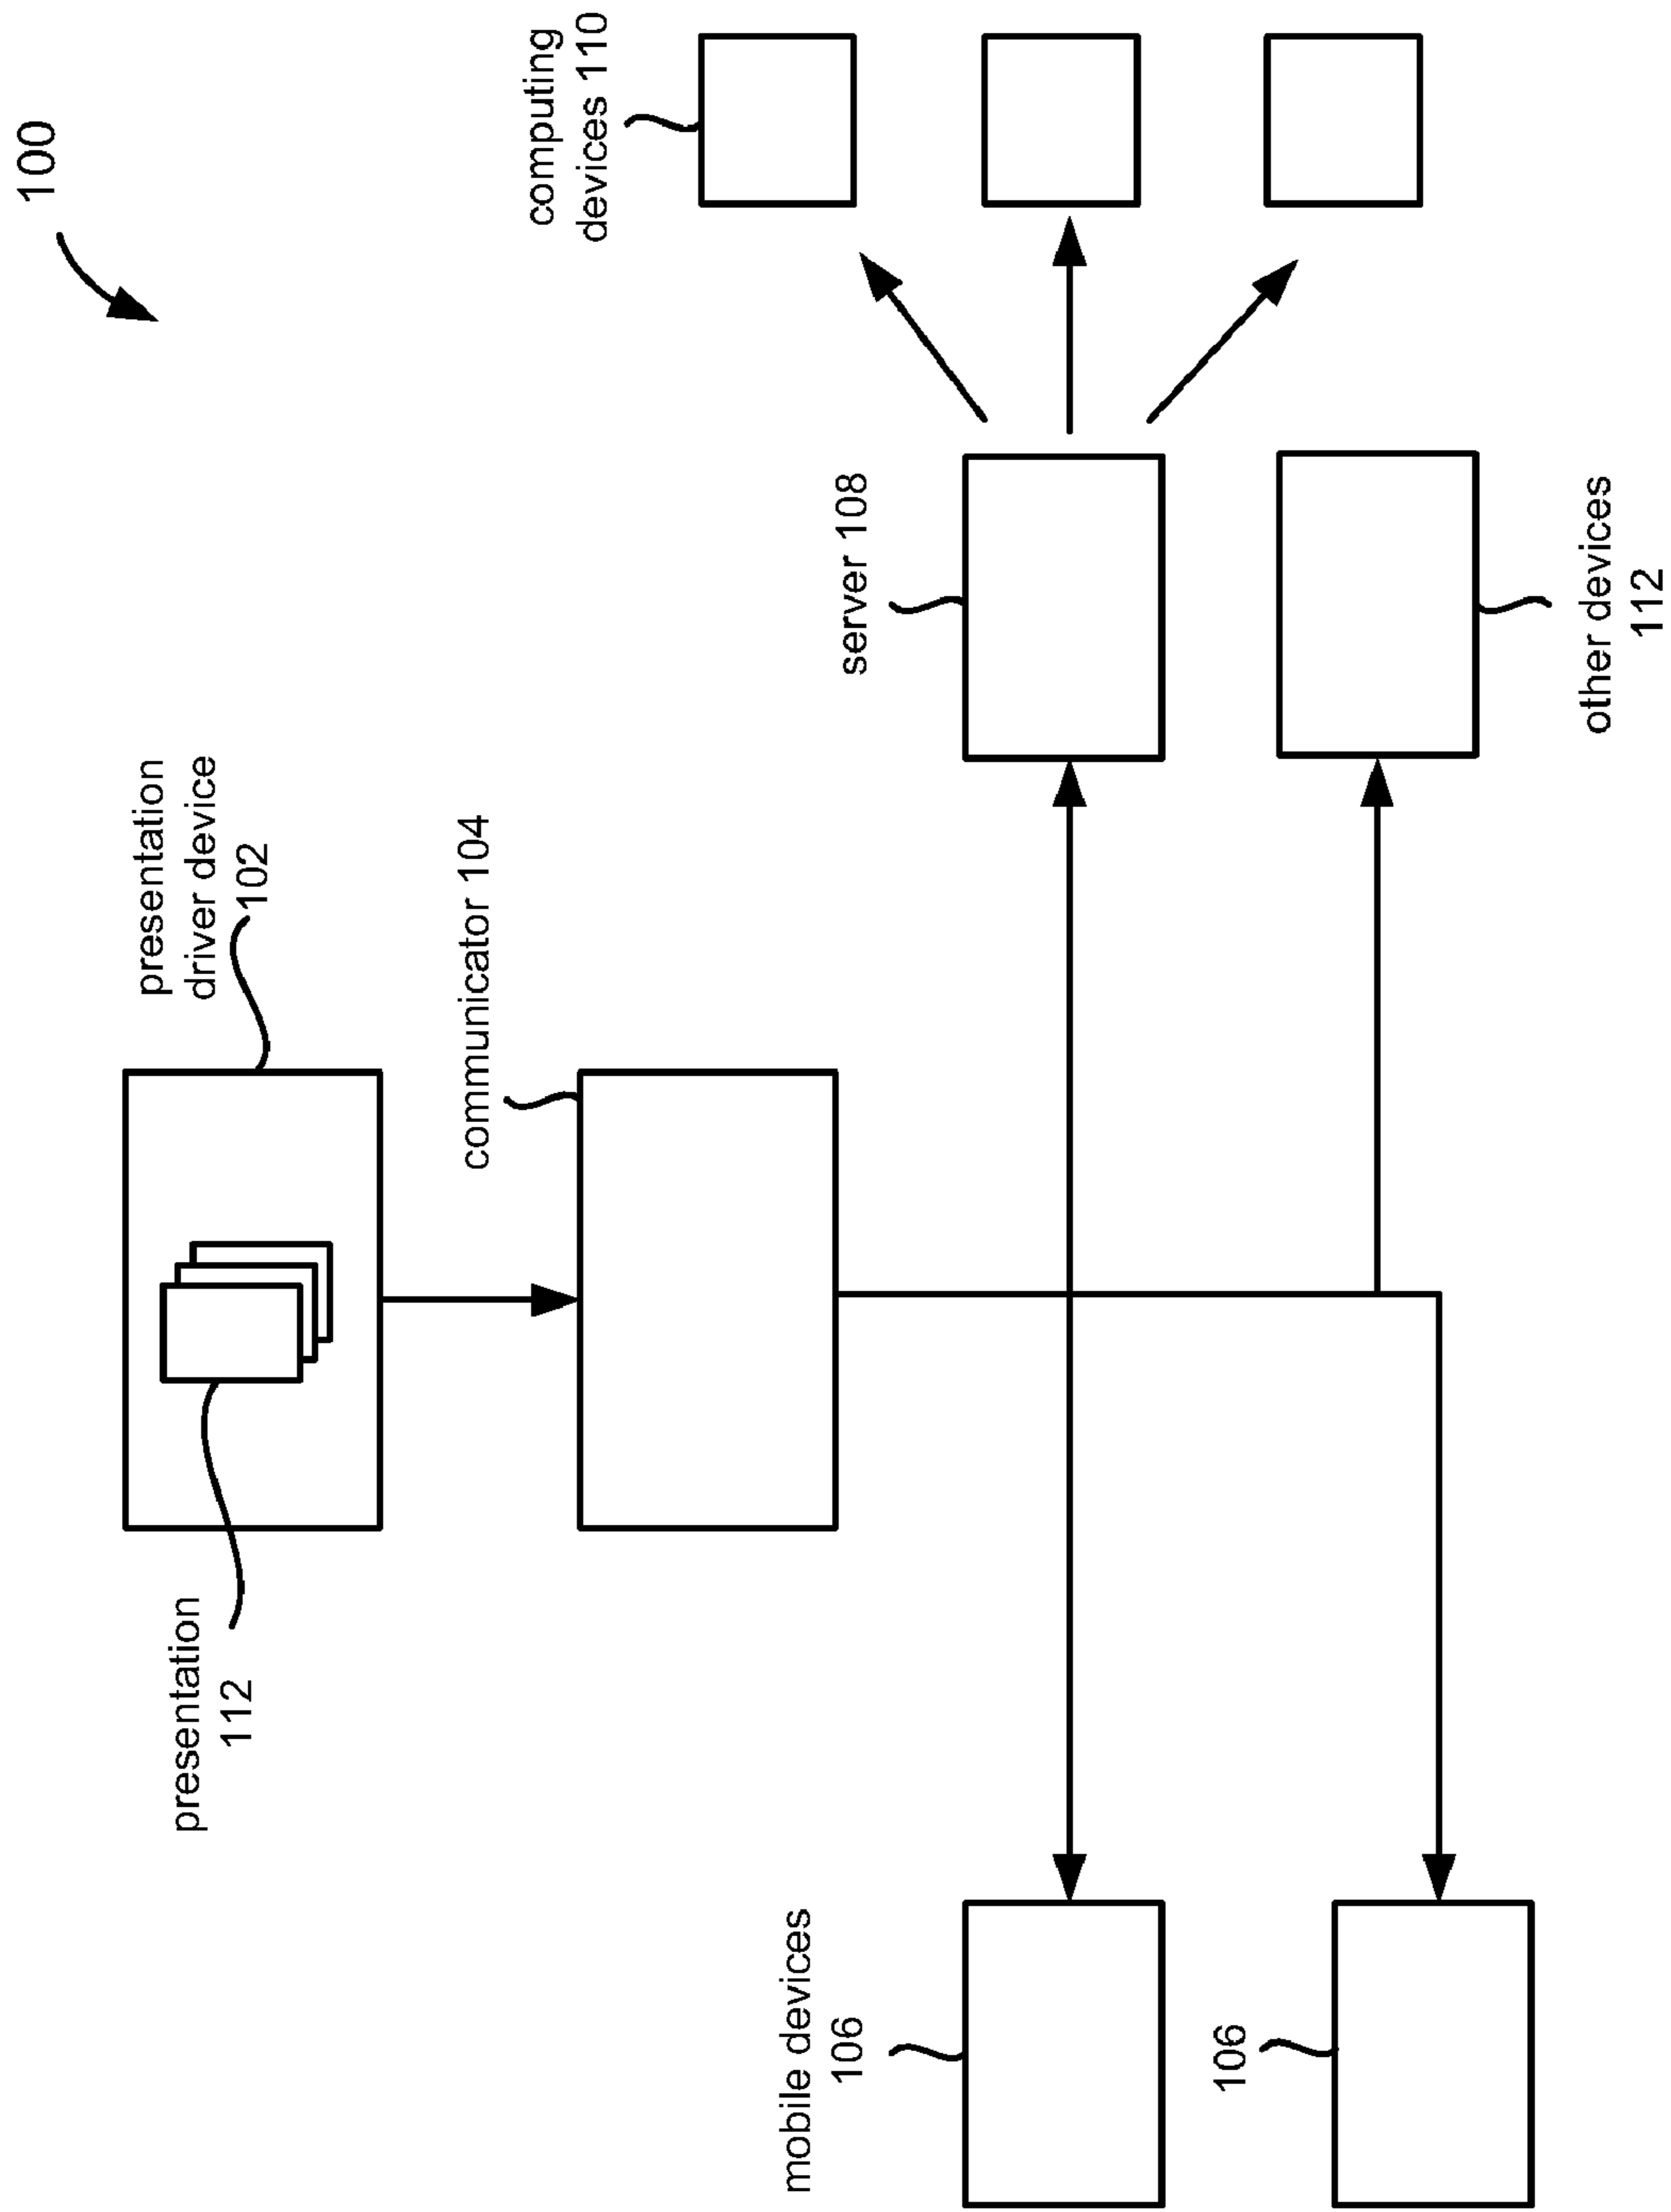 100
presentation
driver device
102
presentation
112
communicator 104
computing
devices 110
mobile devices
106
server 108
106
other devices
112